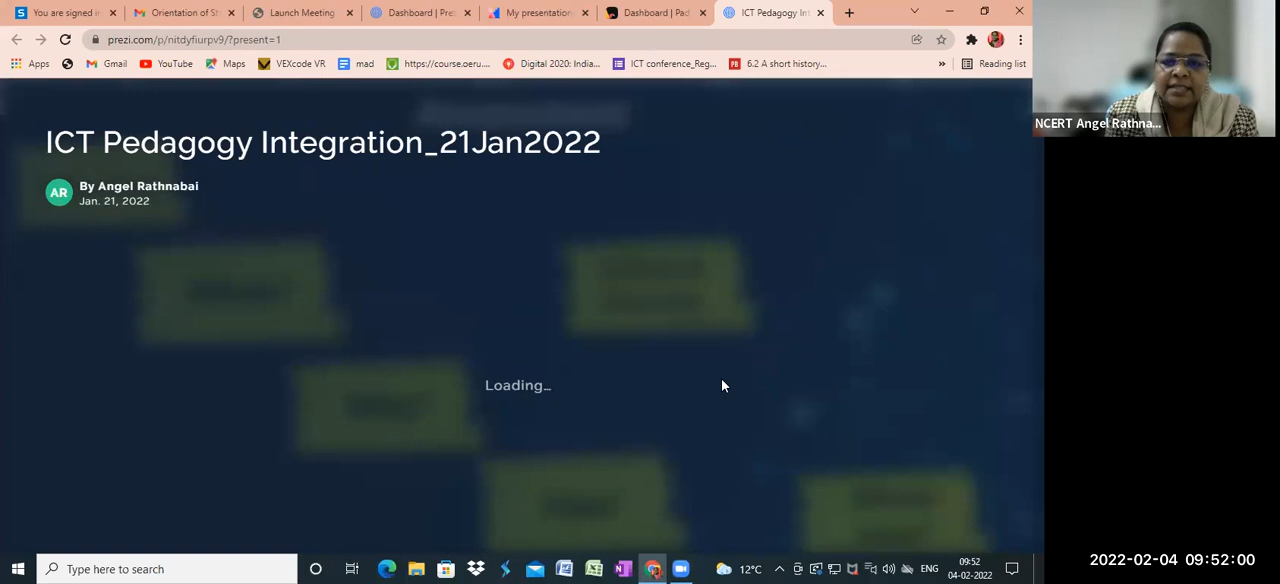 You are signed i
Orientation of St
Launch Meeting
Dashboard | Pre
My presentation
Dashboard | Pad
ICT Pedagogy In
prezi.com/p/nitdyfiurpv9/?present=1
Apps
Gmail
YouTube
Maps
VEXcode VR
mad
https://course.oeru....
Digital 2020: India...
ICT conference_Reg...
6.2 A short history...
»
Reading list
ICT Pedagogy Integration_21Jan2022
AR
By Angel Rathnabai
Jan. 21, 2022
Loading...
NCERT Angel Rathna...
Type here to search
12°C
ENG
09:52
04-02-2022
2022-02-04 09:52:00